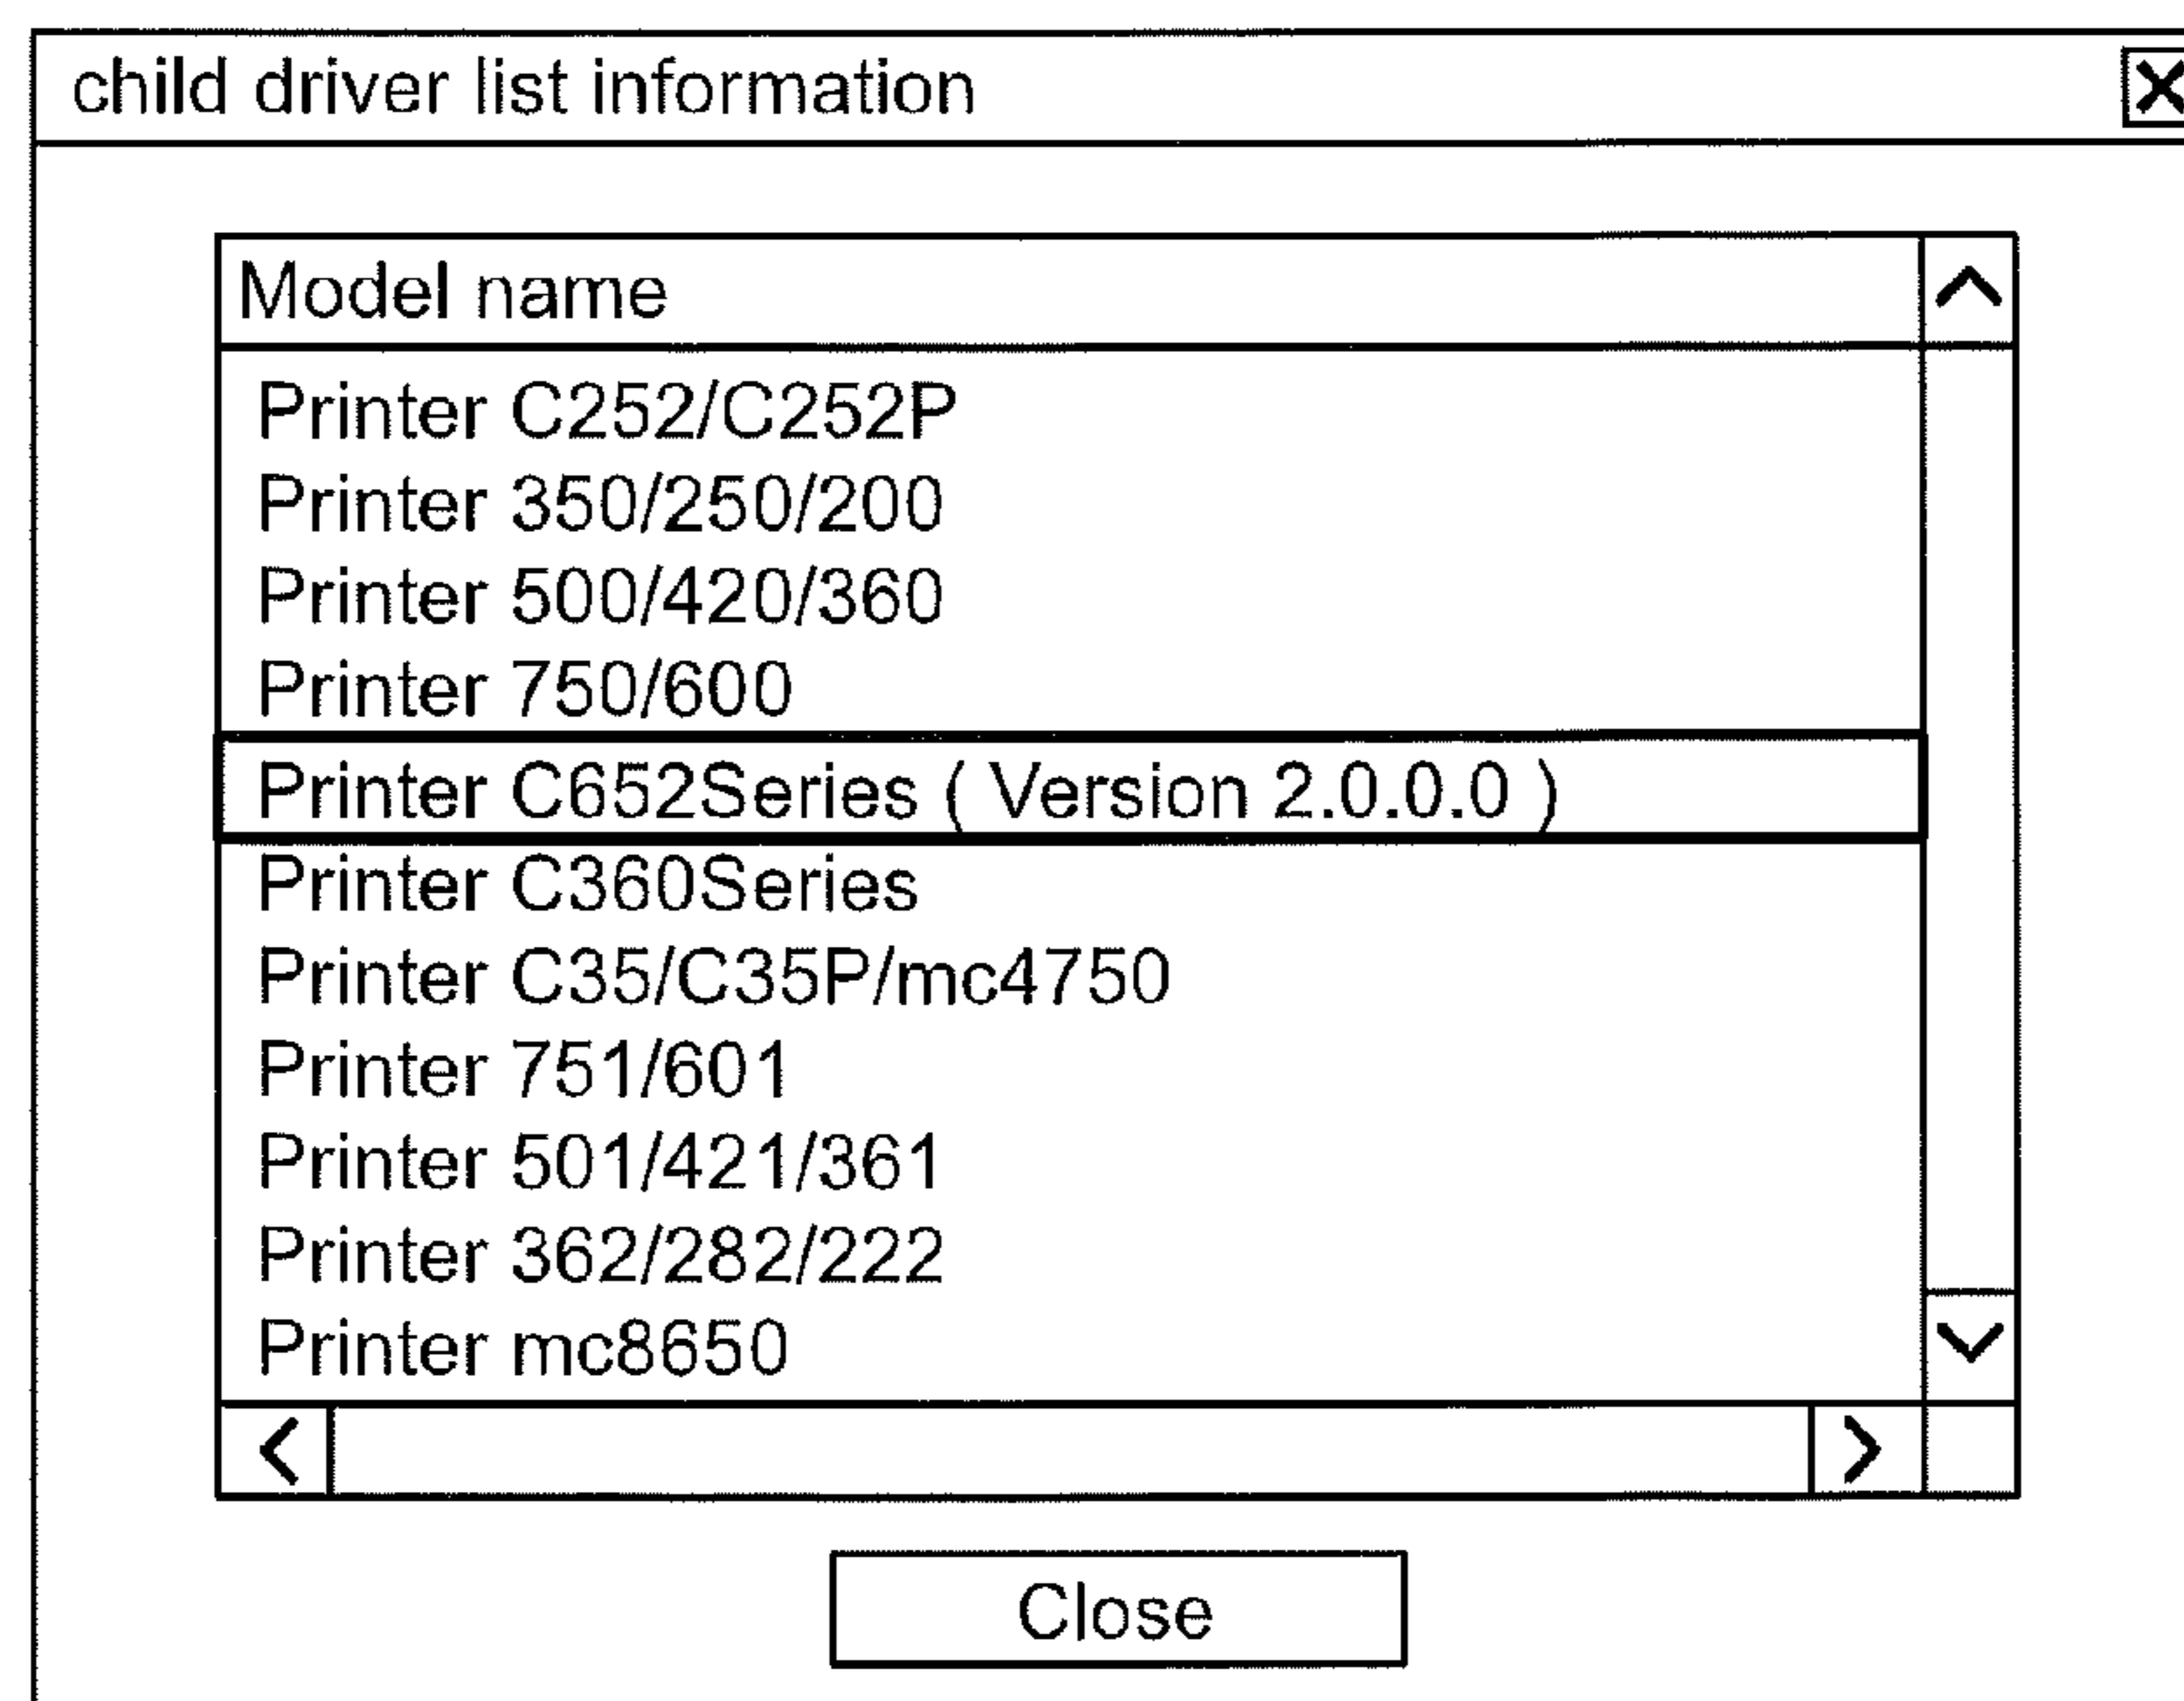 child driver list information
Model name
Printer C252/C252P
Printer 350/250/200
Printer 500/420/360
Printer 750/600
Printer C652Series ( Version 2.0.0.0 )
Printer C360Series
Printer C35/C35P/mc4750
Printer 751/601
Printer 501/421/361
Printer 362/282/222
Printer mc8650
Close